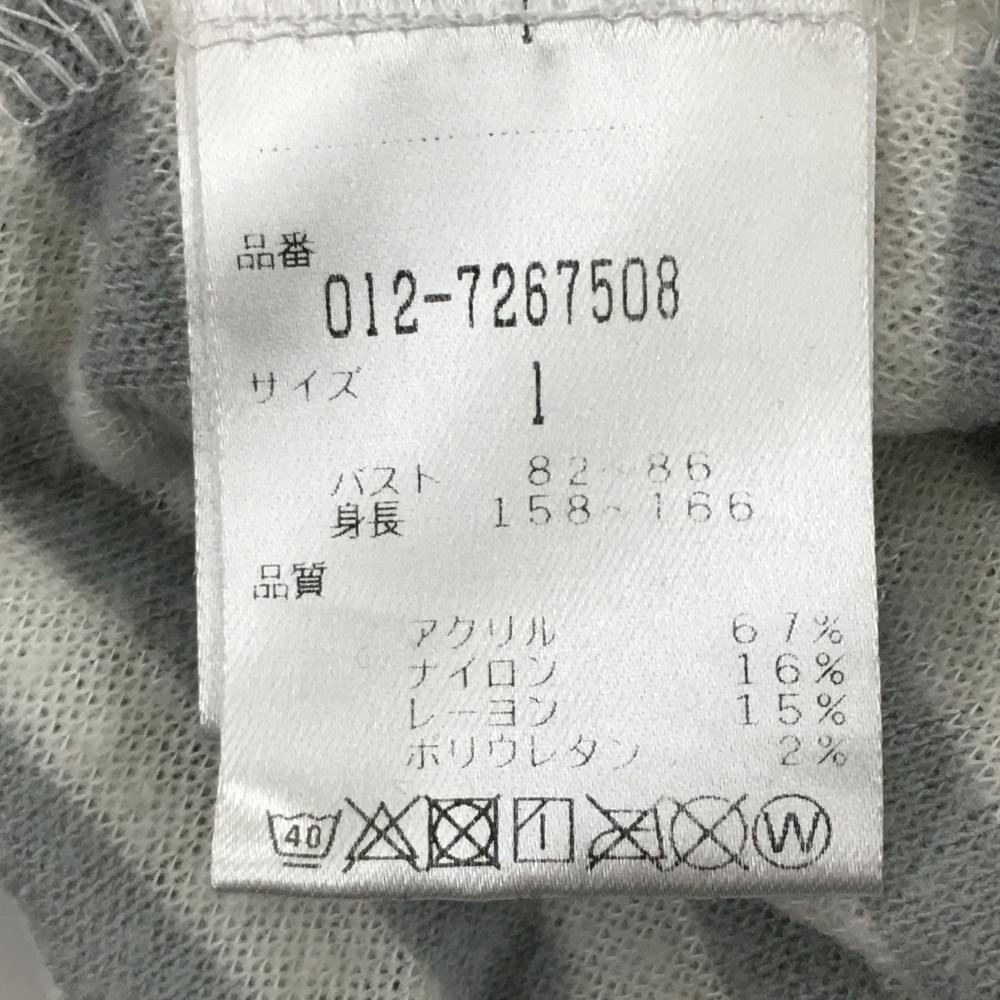 品番
012-7267508
サイズ 1
バスト 82~86
身長 158~166
品質
アクリル 67%
ナイロン 16%
レーヨン 15%
ポリウレタン 2%
40 W